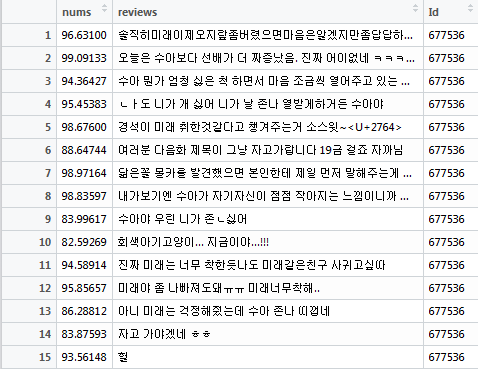 nums reviews Id
1 96.63100 솔직히미래이제오지랖좀버렸으면마음은알겠지만좀답답하... 677536
2 99.09133 오늘은 수아보다 선배가 더 짜증났음. 진짜 어이없네 ㅋㅋㅋ... 677536
3 94.36427 수아 뭔가 엄청 싫은 척 하면서 마음 조금씩 열어주고 있는 ... 677536
4 95.45383 ㄴㅏ도 니가 개 싫어 니가 날 존나 열받게하거든 수아야 677536
5 98.67600 경석이 미래 취한것같다고 챙겨주는거 소스윗~<U+2764> 677536
6 88.64744 여러분 다음화 제목이 그냥 자고가랍니다 19금 결죠 자까님 677536
7 98.97164 닮은꼴 몰카를 발견했으면 본인한테 제일 먼저 말해주는게 ... 677536
8 98.83597 내가보기엔 수아가 자기자신이 점점 작아지는 느낌이니까 ... 677536
9 83.99617 수아야 우린 니가 존ㄴ싫어 677536
10 82.59269 회색아기고양이... 지금이야...!!! 677536
11 94.58914 진짜 미래는 너무 착한듯나도 미래같은친구 사귀고싶따 677536
12 95.85657 미래야 좀 나빠져도돼ㅠㅠ 미래너무착해.. 677536
13 86.28812 아니 미래는 걱정해줬는데 수아 존나 띠껍네 677536
14 83.87593 자고 가야겠네 ㅎㅎ 677536
15 93.56148 헐 677536